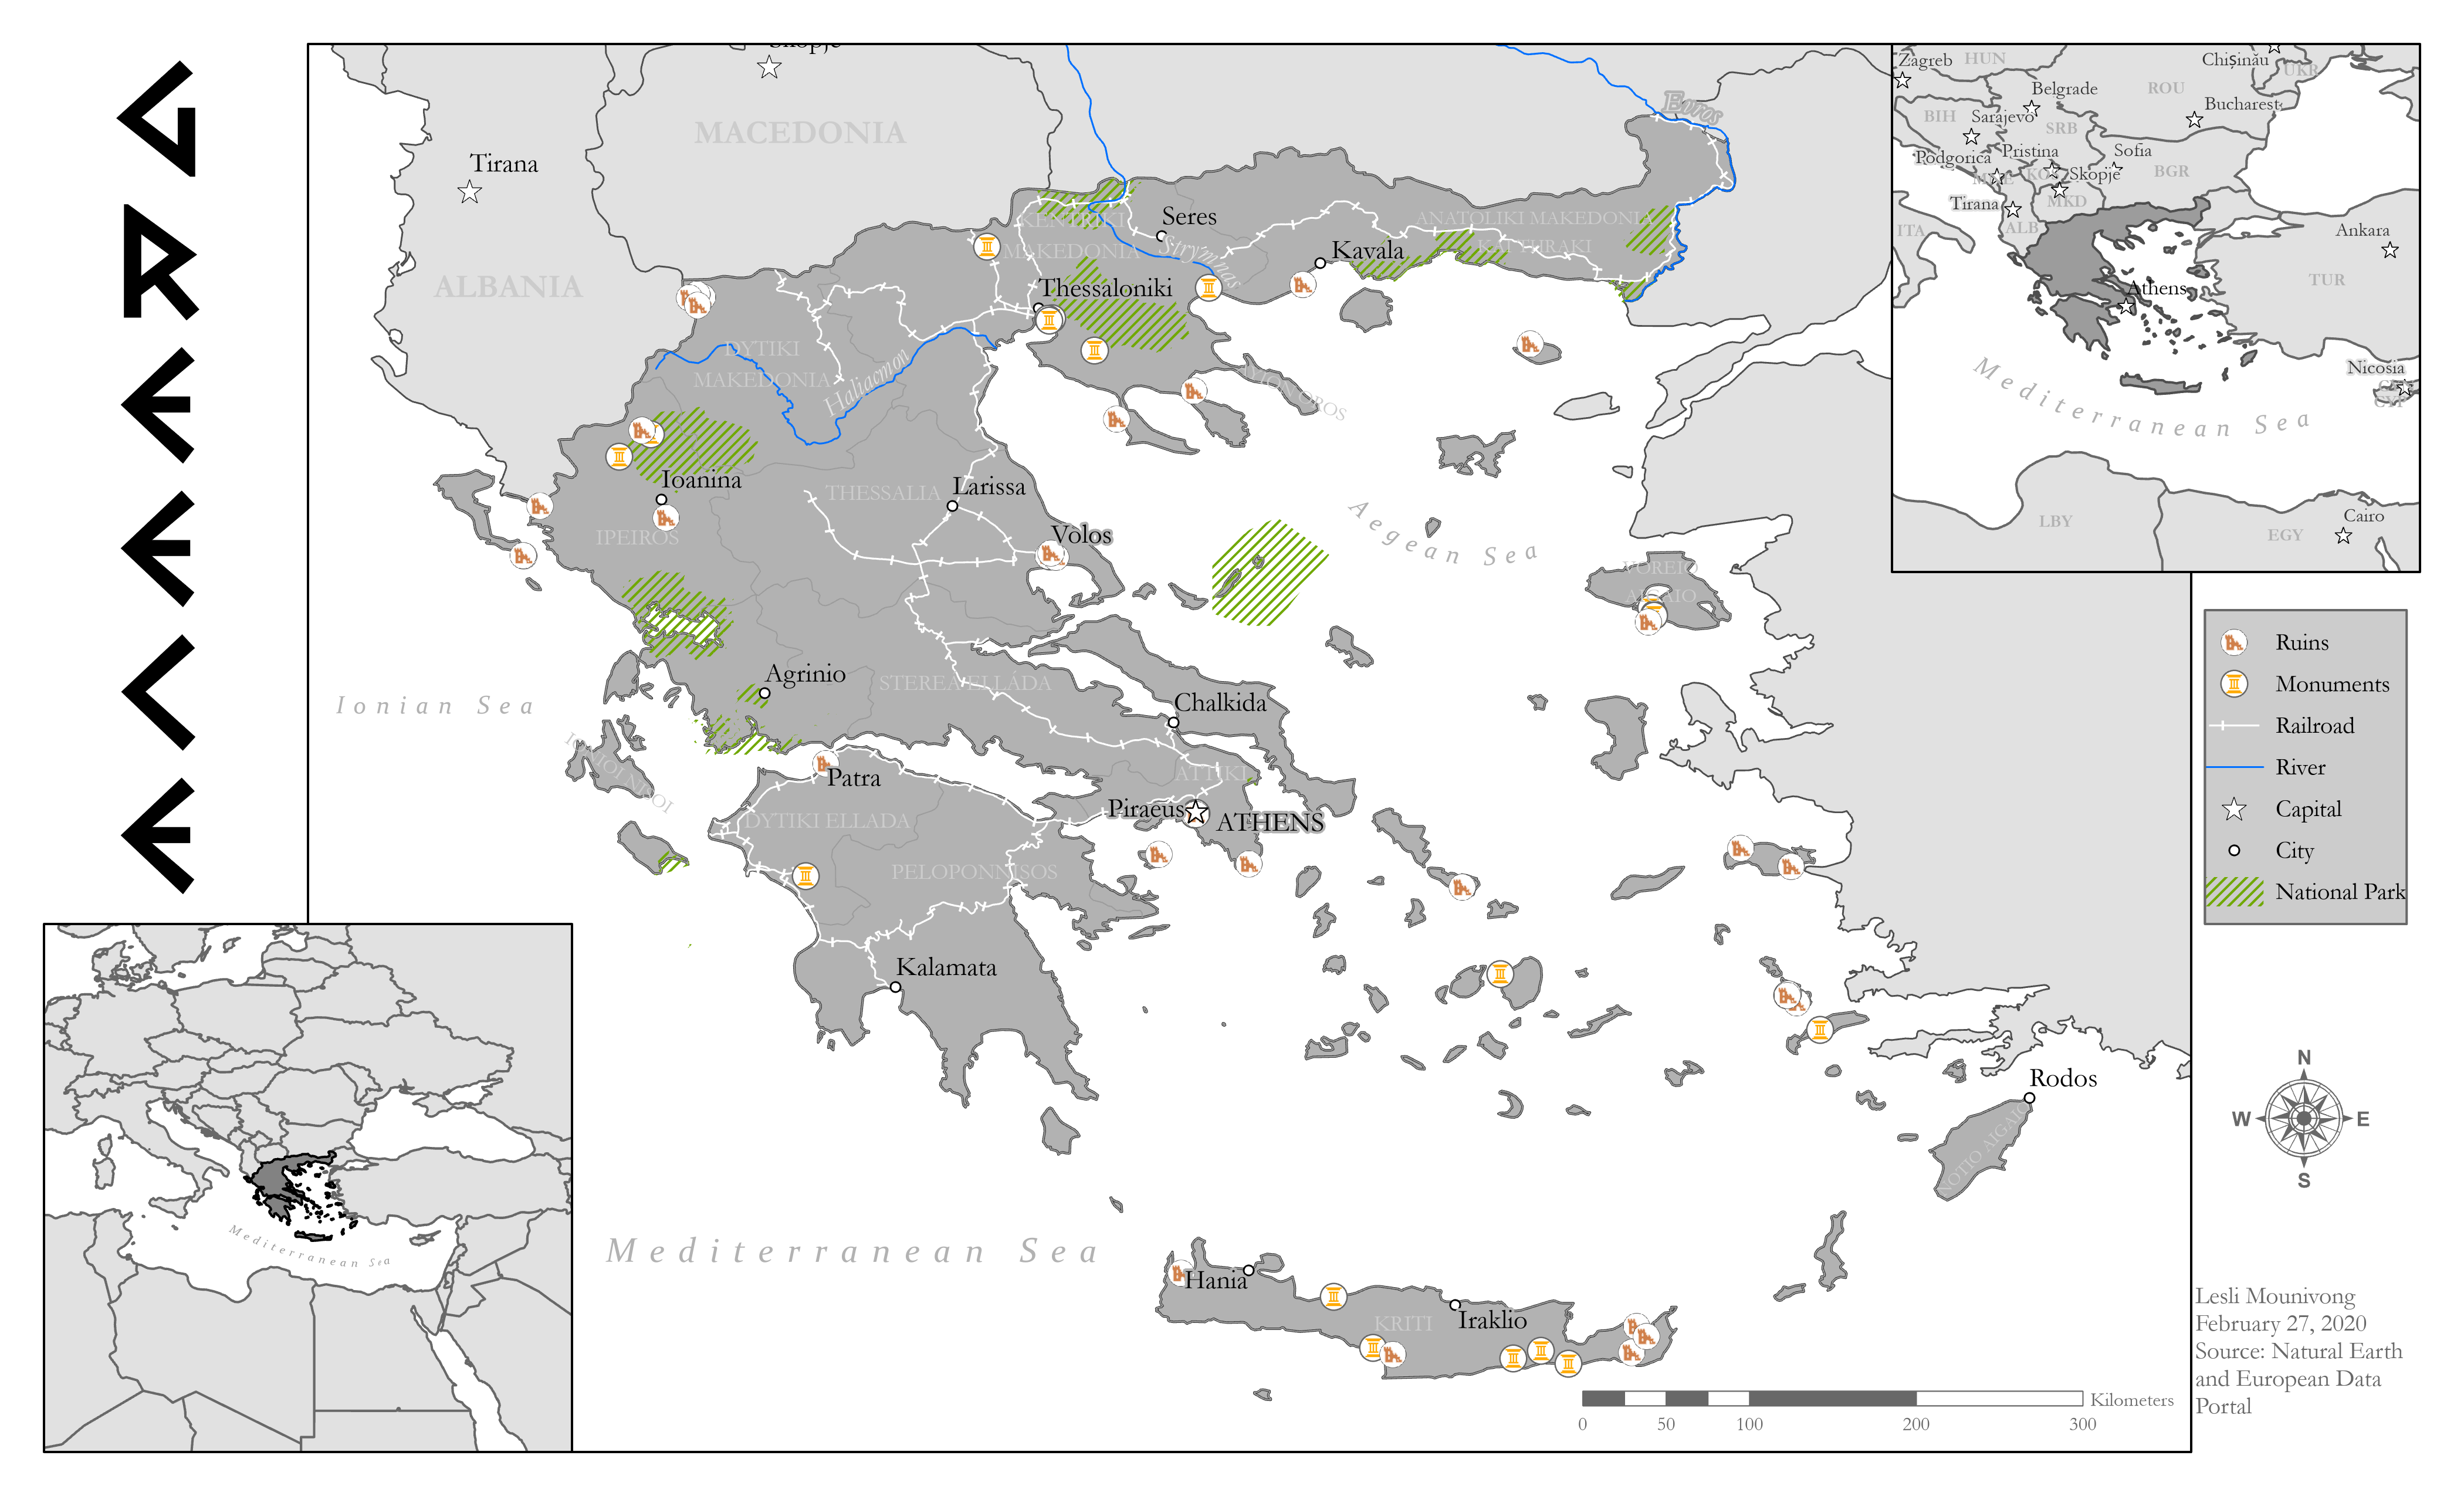 GREECE
Skopje
Tirana
MACEDONIA
ALBANIA
Evros
KENTRIKI
MAKEDONIA
Seres
Strymnas
ANATOLIKI MAKEDONIA
KAI THRAKI
Kavala
Thessaloniki
DYTIKI
MAKEDONIA
Haliacmon
AYION OROS
Ioanina
IPEIROS
THESSALIA
Larissa
Volos
Aegean Sea
VOREIO
AIGAIO
Agrinio
STEREA ELLÁDA
Chalkida
Ionian Sea
IONIOI NISOI
Patra
ATTIKI
Piraeus
ATHENS
DYTIKI ELLADA
PELOPONNISOS
Kalamata
Rodos
NOTIO AIGAIO
Mediterranean Sea
Hania
KRITI
Iraklio
0 50 100 200 300
Kilometers
Zagreb
HUN
Chișinău
UKR
Belgrade
ROU
Bucharest
BIH
Sarajevo
SRB
Podgorica
Pristina
Sofia
MNE
KOS
Skopje
BGR
Tirana
MKD
ITA
ALB
Ankara
TUR
Athens
Nicosia
CYP
Mediterranean Sea
LBY
Cairo
EGY
Ruins
Monuments
Railroad
River
Capital
City
National Park
N
W E
S
Mediterranean Sea
Lesli Mounivong
February 27, 2020
Source: Natural Earth
and European Data
Portal